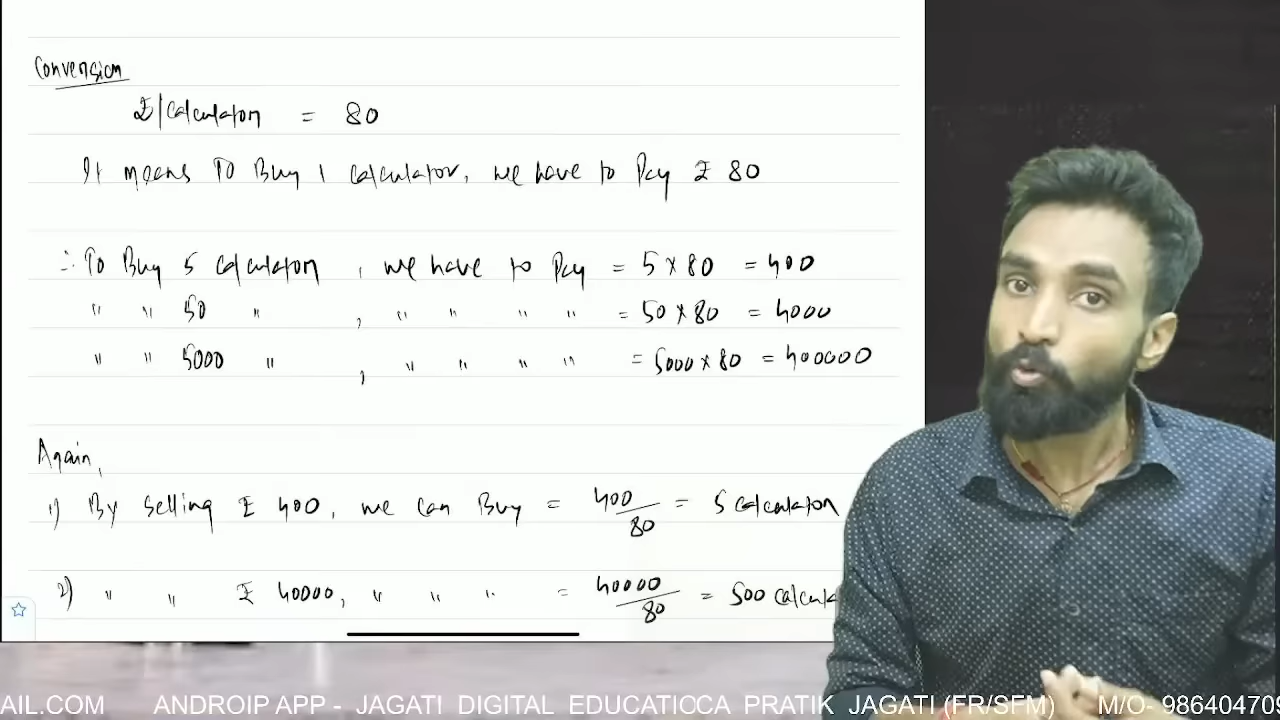 Conversion
₹/calculator = 80
It means To Buy 1 calculator, we have to Pay ₹ 80
∴ To Buy 5 calculator, we have to Pay = 5 × 80 = 400
" " 50 " , " " " " = 50 × 80 = 4000
" " 5000 " , " " " " = 5000 × 80 = 400000
Again,
1) By selling ₹ 400, we can Buy = 400/80 = 5 calculator
2) " " ₹ 40000, " " " = 40000/80 = 500 calcula
AIL.COM ANDROIP APP - JAGATI DIGITAL EDUCATICCA PRATIK JAGATI (FR/SFM) M/O- 986404709